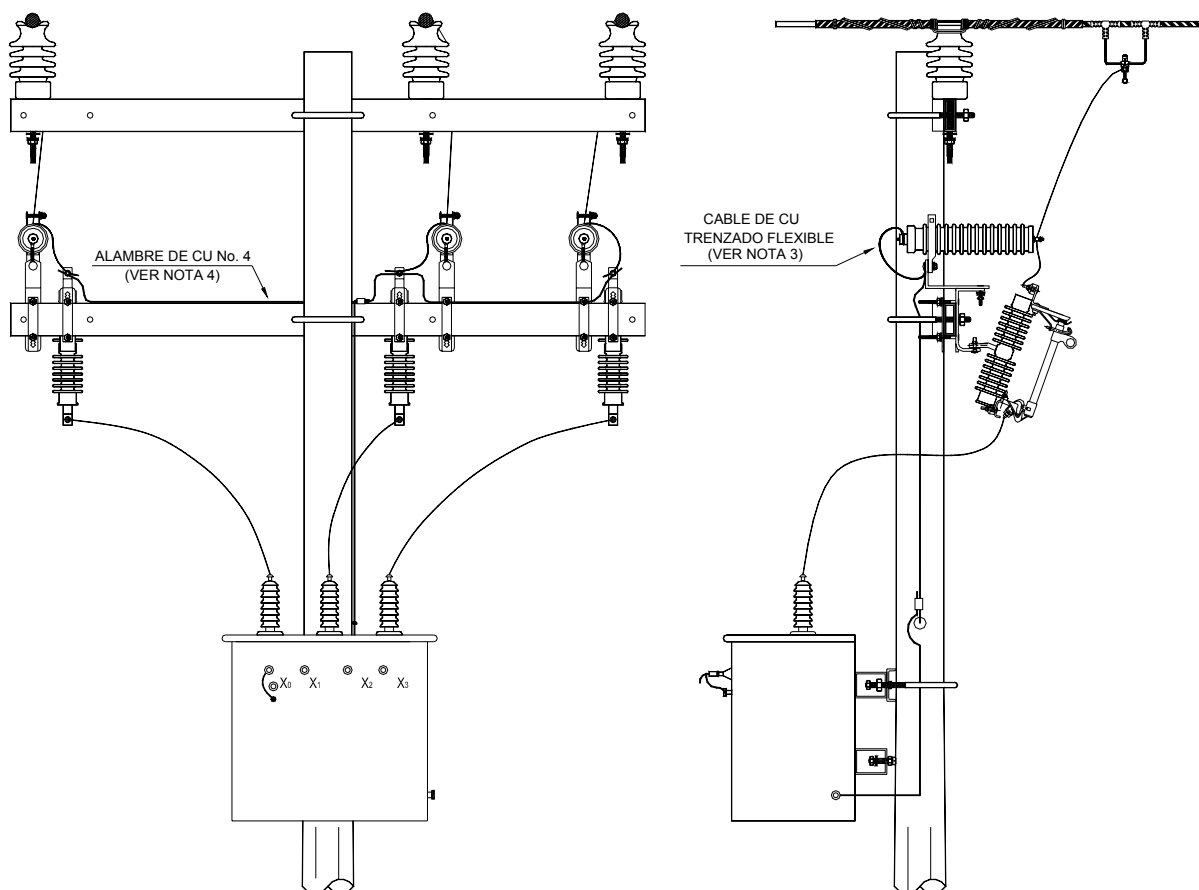 ALAMBRE DE CU No. 4
(VER NOTA 4)
CABLE DE CU
TRENZADO FLEXIBLE
(VER NOTA 3)
X0 X1 X2 X3